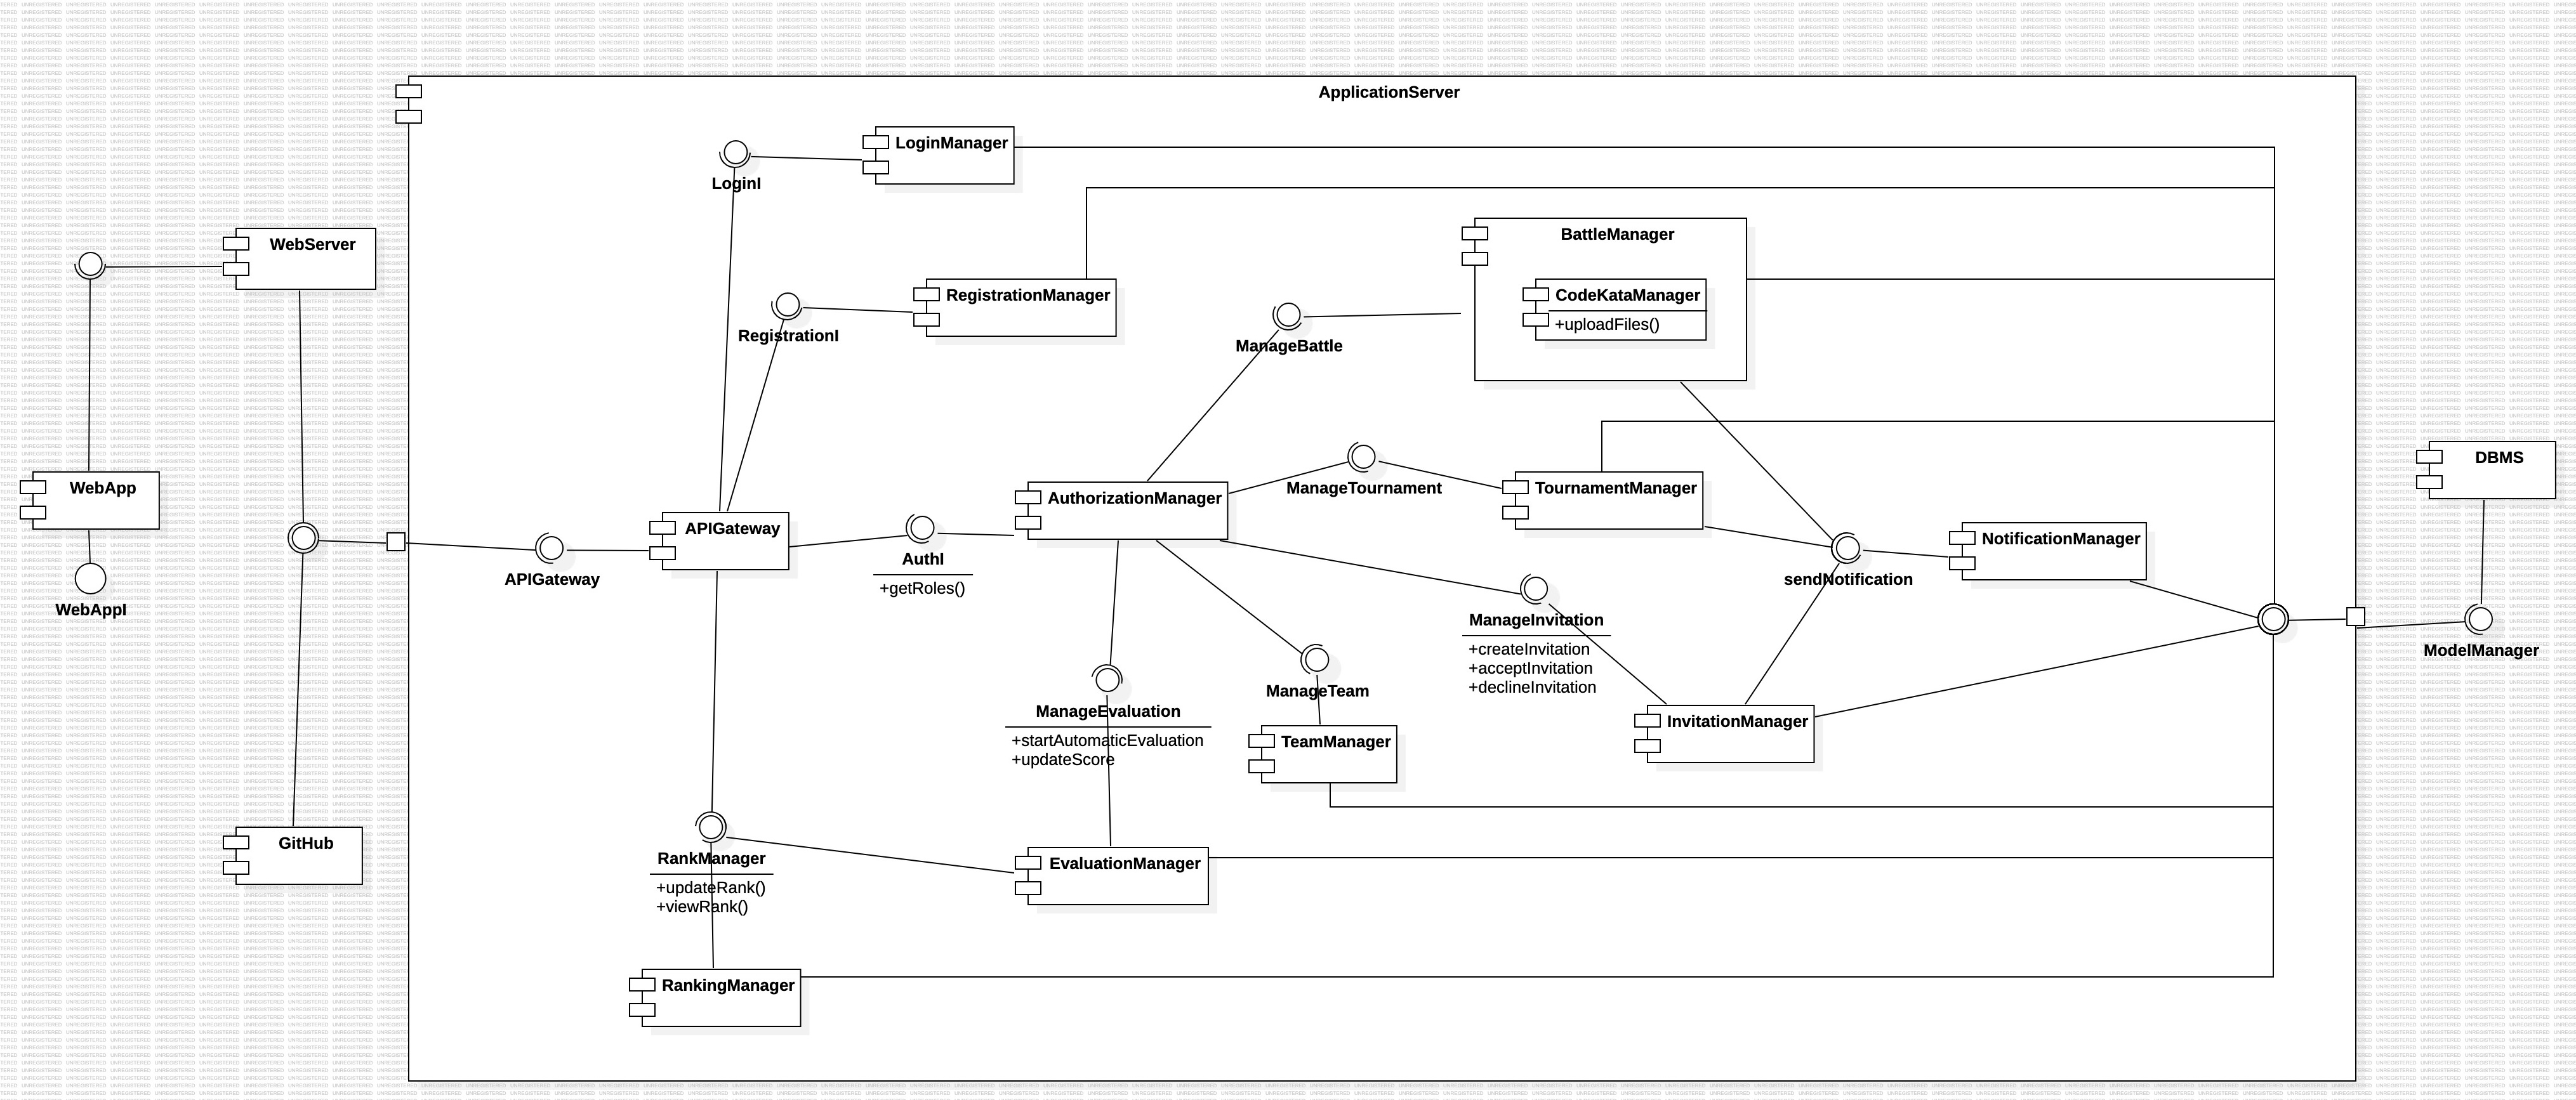 ApplicationServer
LoginManager
LoginI
WebServer
BattleManager
RegistrationManager
CodeKataManager
+uploadFiles()
RegistrationI
ManageBattle
DBMS
WebApp
AuthorizationManager
ManageTournament
TournamentManager
APIGateway
NotificationManager
AuthI
+getRoles()
APIGateway
sendNotification
WebAppI
ManageInvitation
+createInvitation
+acceptInvitation
+declineInvitation
ModelManager
ManageTeam
ManageEvaluation
+startAutomaticEvaluation
+updateScore
InvitationManager
TeamManager
GitHub
RankManager
+updateRank()
+viewRank()
EvaluationManager
RankingManager
UNREGISTERED